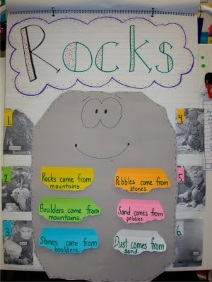 Rocks
Rocks come from
mountains.
Boulders come from
mountains.
Stones come from
boulders.
Pebbles come from
stones.
Sand comes from
pebbles
Dust comes from
sand